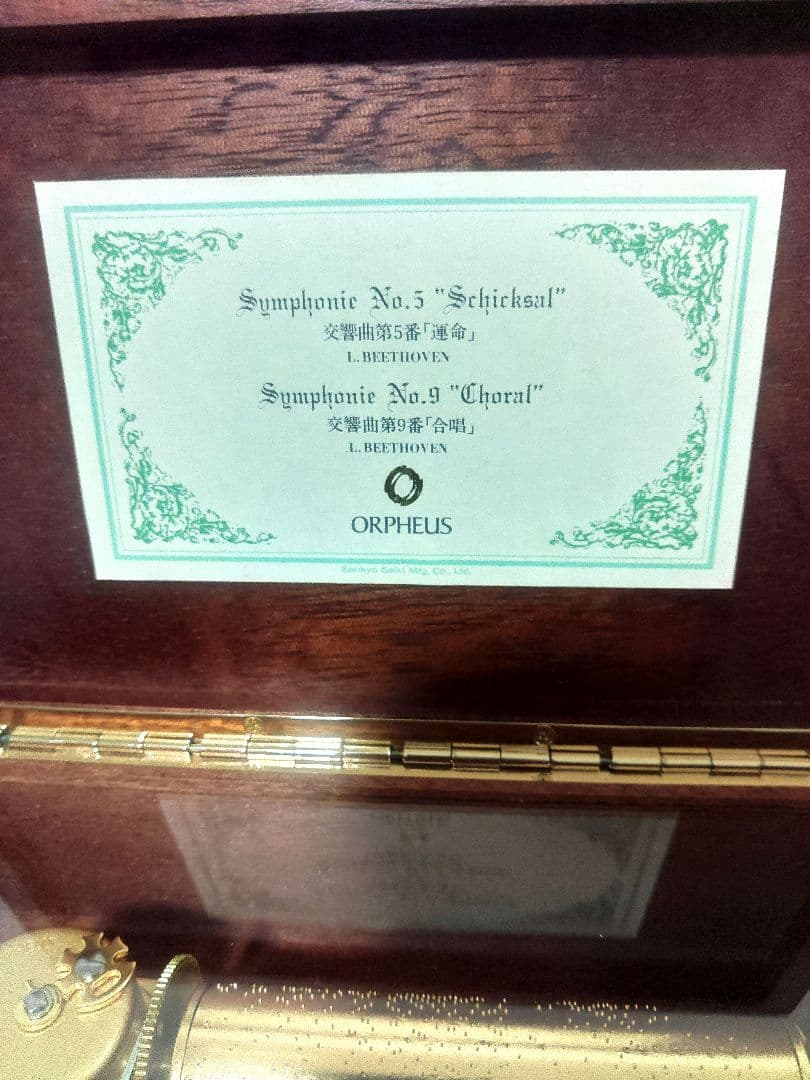 Symphonie No.5 "Schicksal"
交響曲第5番「運命」
L. BEETHOVEN
Symphonie No.9 "Choral"
交響曲第9番「合唱」
L. BEETHOVEN
ORPHEUS
Sankyo Seiki Mfg. Co., Ltd.